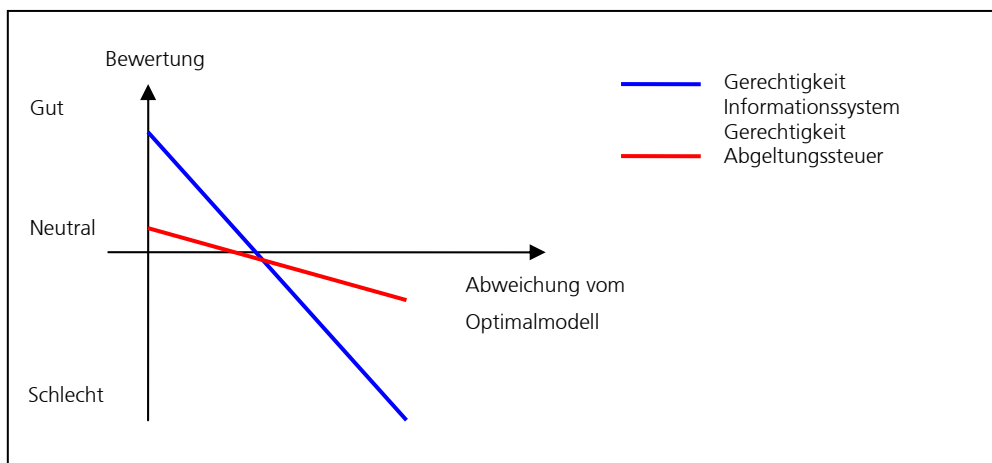 Bewertung
Gut
Neutral
Schlecht
Abweichung vom
Optimalmodell
Gerechtigkeit
Informationssystem
Gerechtigkeit
Abgeltungssteuer